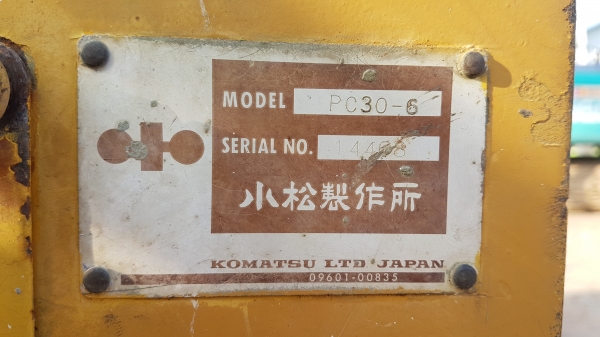 MODEL PC30-6
SERIAL NO.
小松製作所
KOMATSU LTD JAPAN
09601-00835